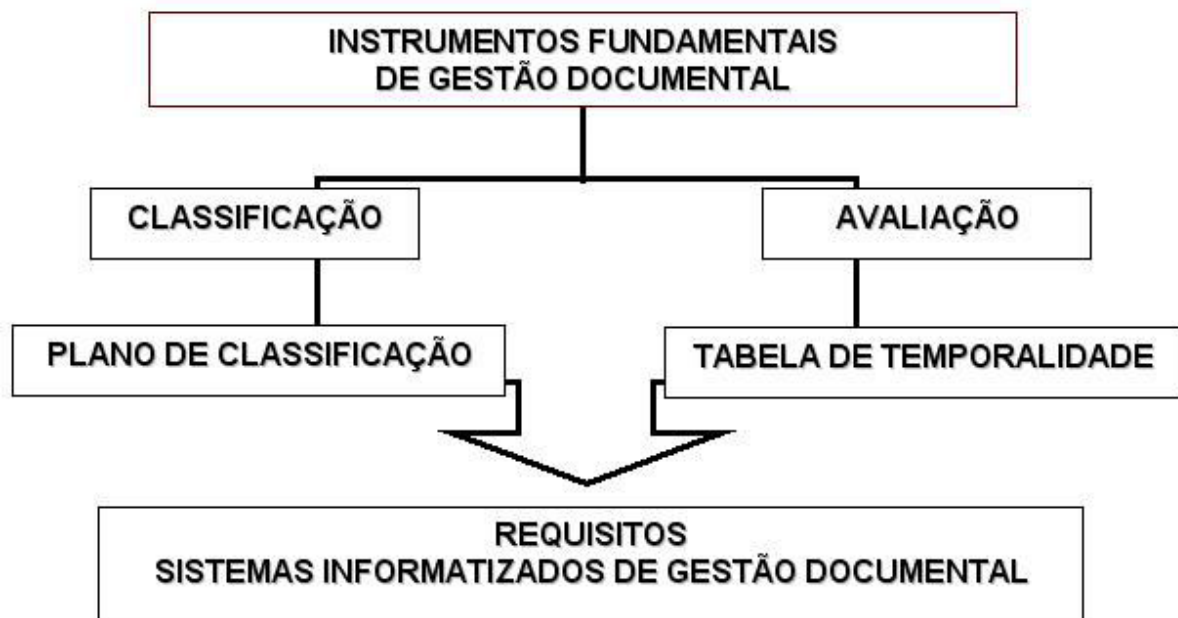 INSTRUMENTOS FUNDAMENTAIS
DE GESTÃO DOCUMENTAL
CLASSIFICAÇÃO
AVALIAÇÃO
PLANO DE CLASSIFICAÇÃO
TABELA DE TEMPORALIDADE
REQUISITOS
SISTEMAS INFORMATIZADOS DE GESTÃO DOCUMENTAL